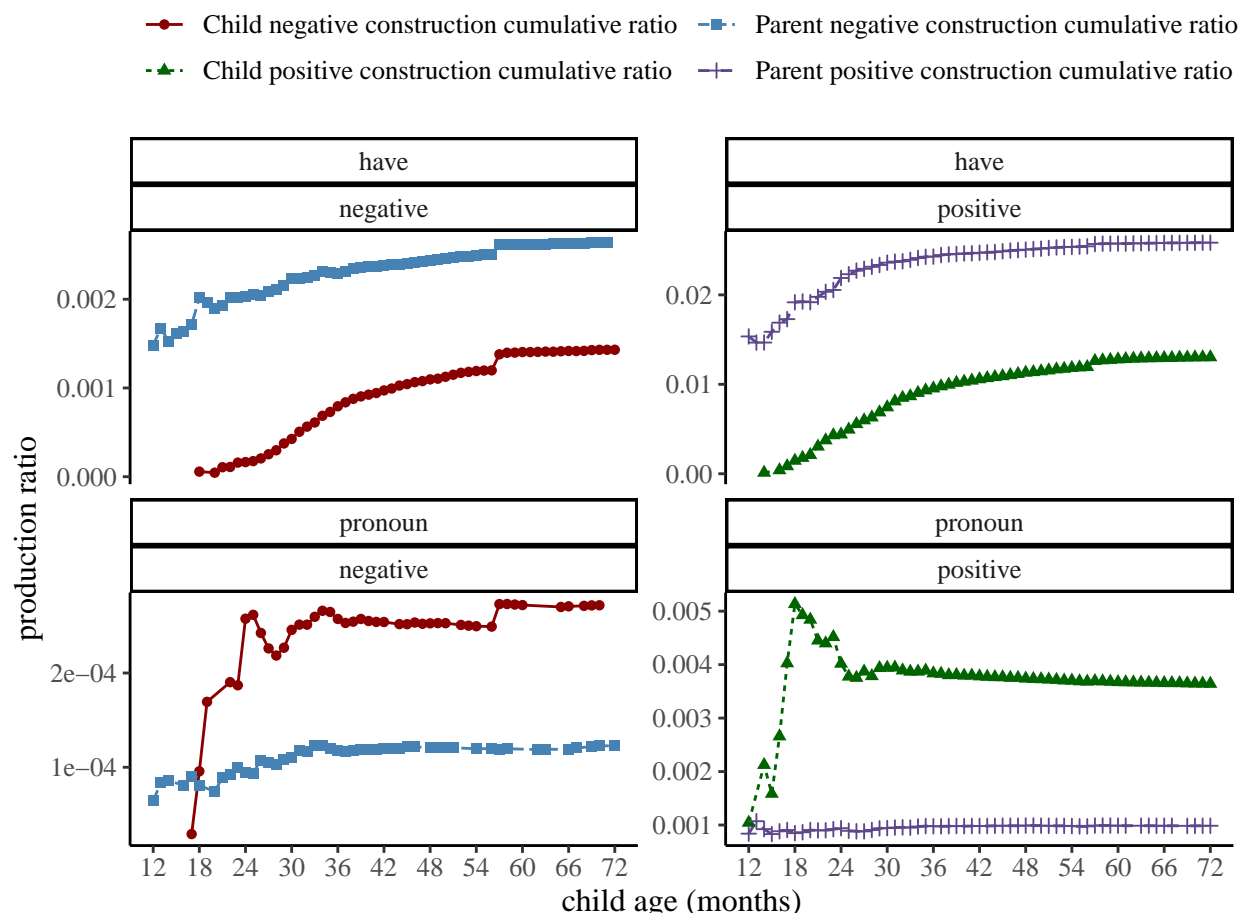 Child negative construction cumulative ratio
Parent negative construction cumulative ratio
Child positive construction cumulative ratio
Parent positive construction cumulative ratio
have
negative
0.002
0.001
0.000
have
positive
0.02
0.01
0.00
pronoun
negative
2e−04
1e−04
pronoun
positive
0.005
0.004
0.003
0.002
0.001
12 18 24 30 36 42 48 54 60 66 72
12 18 24 30 36 42 48 54 60 66 72
production ratio
child age (months)